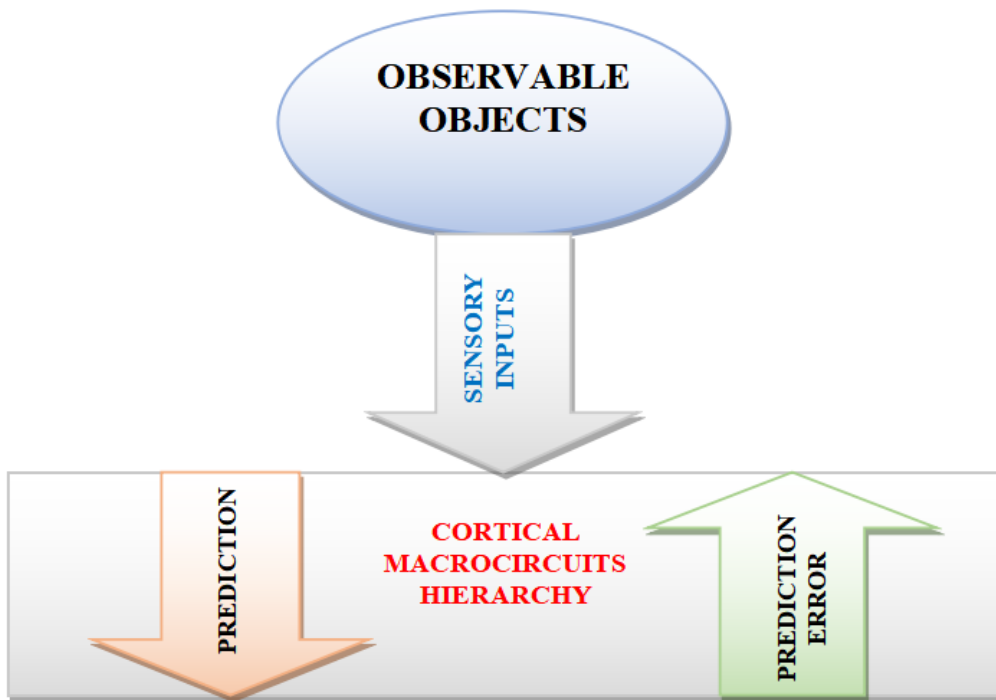 OBSERVABLE
OBJECTS
SENSORY
INPUTS
PREDICTION
CORTICAL
MACROCIRCUITS
HIERARCHY
PREDICTION
ERROR